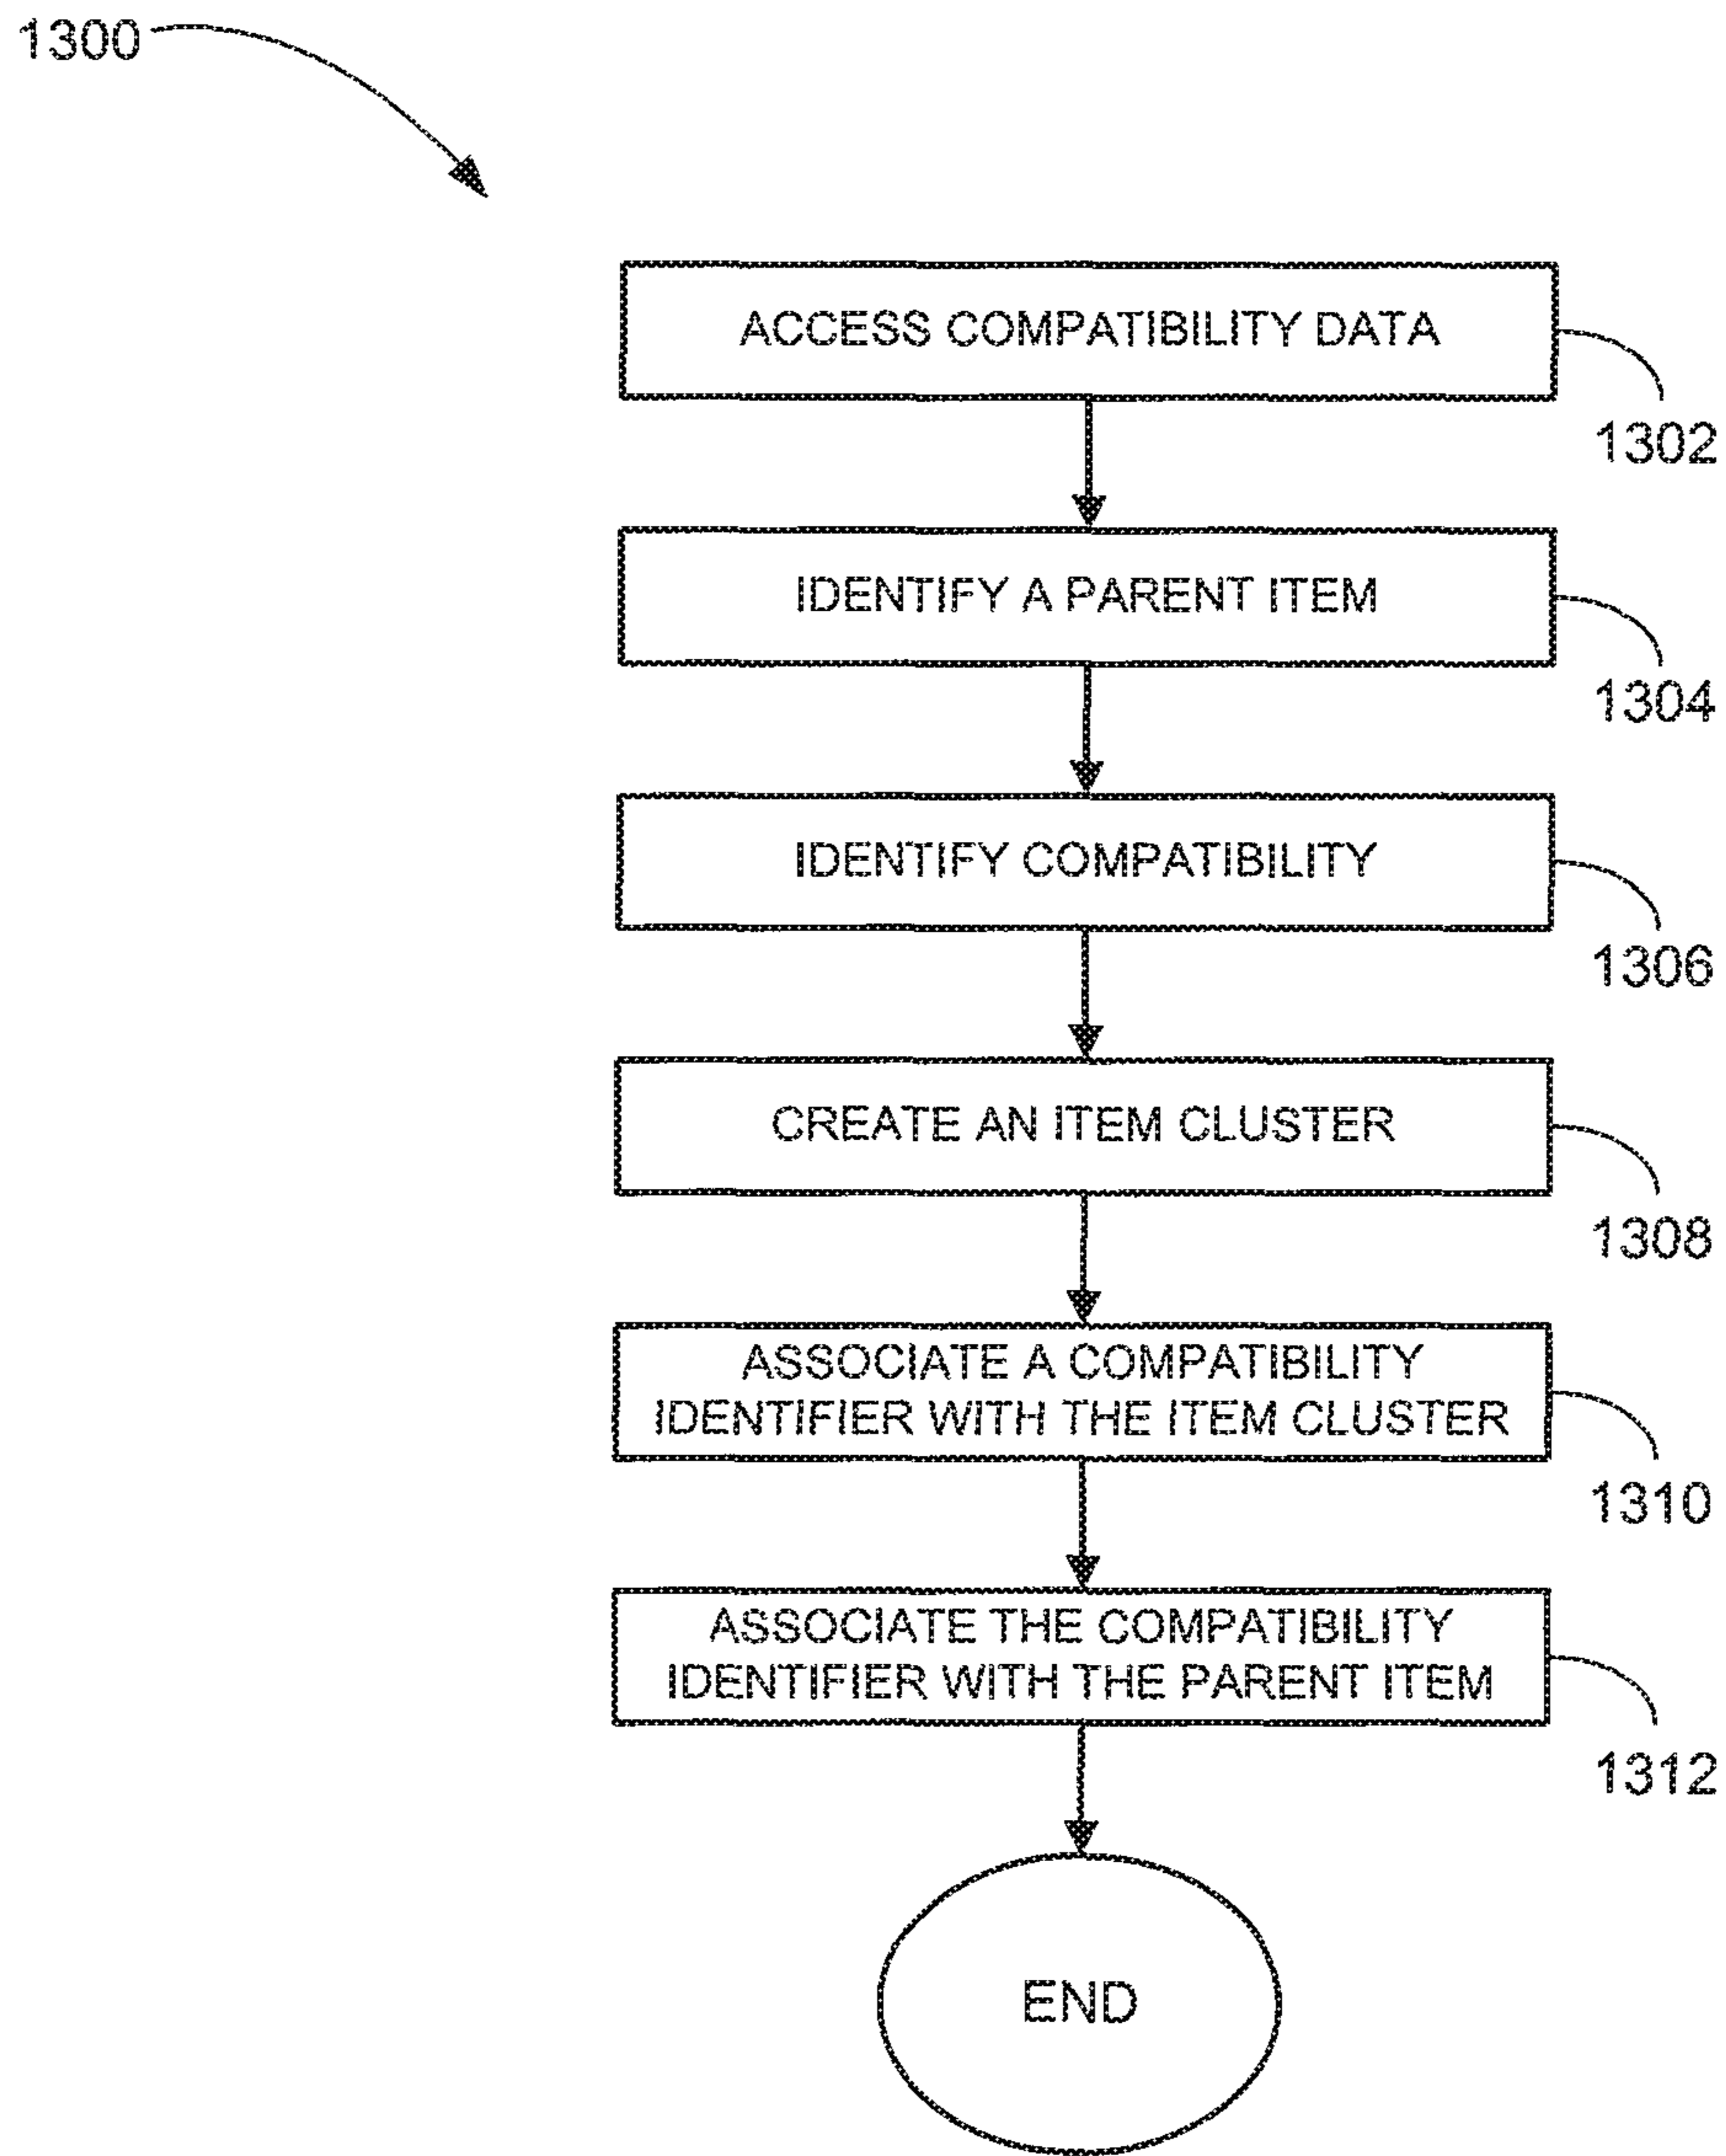 1300
ACCESS COMPATIBILITY DATA
1302
IDENTIFY A PARENT ITEM
1304
IDENTIFY COMPATIBILITY
1306
CREATE AN ITEM CLUSTER
1308
ASSOCIATE A COMPATIBILITY
IDENTIFIER WITH THE ITEM CLUSTER
1310
ASSOCIATE THE COMPATIBILITY
IDENTIFIER WITH THE PARENT ITEM
1312
END